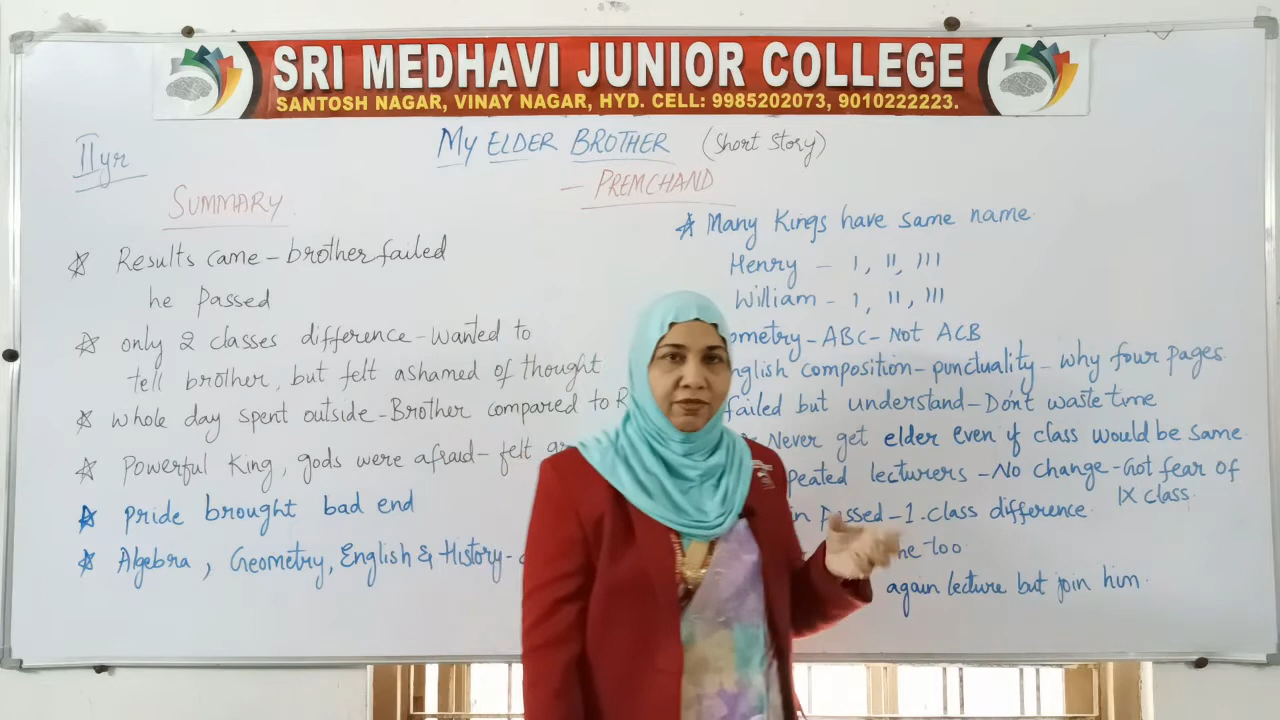 SRI MEDHAVI JUNIOR COLLEGE
SANTOSH NAGAR, VINAY NAGAR, HYD. CELL: 9985202073, 9010222223.
II yr
MY ELDER BROTHER (Short Story)
- PREMCHAND
SUMMARY
Results came - brother failed
he Passed
only 2 classes difference - wanted to
tell brother, but felt ashamed of thought
whole day spent outside - Brother compared to
Powerful King, gods were afraid - felt
pride brought bad end
Algebra, Geometry, English & History -
Many Kings have same name
Henry - I, II, III
William - I, II, III
ometry - ABC - Not ACB
nglish composition - punctuality - why four pages
failed but understand - Don't waste time
Never get elder even if class would be same
peated lecturers - No change - Got fear of
IX class
in passed - 1 - class difference
me too
again lecture but join him